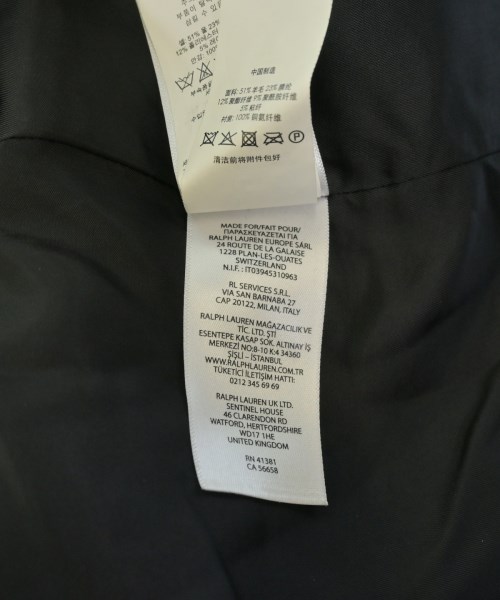 中国制造
面料: 51% 羊毛 23% 腈纶
12% 聚酯纤维 9% 聚酰胺纤维
5% 棉纤
衬里: 100% 铜氨纤维
P
清洁前将附件包好
MADE FOR/FAIT POUR/
ΠΑΡΑΣΚΕΥΑΖΕΤΑΙ ΓΙΑ
RALPH LAUREN EUROPE SÀRL
24 ROUTE DE LA GALAISE
1228 PLAN-LES-OUATES
SWITZERLAND
N.I.F. : IT03945310963
RL SERVICES S.R.L.
VIA SAN BARNABA 27
CAP 20122, MILAN, ITALY
RALPH LAUREN MAĞAZACILIK VE
TİC. LTD. ŞTİ
ESENTEPE KASAP SOK. ALTINAY İŞ
MERKEZİ NO:8-10 K:4 34360
ŞİŞLİ – İSTANBUL
WWW.RALPHLAUREN.COM.TR
TÜKETİCİ İLETİŞİM HATTI:
0212 345 69 69
RALPH LAUREN UK LTD.
SENTINEL HOUSE
46 CLARENDON RD
WATFORD, HERTFORDSHIRE
WD17 1HE
UNITED KINGDOM
RN 41381
CA 56658